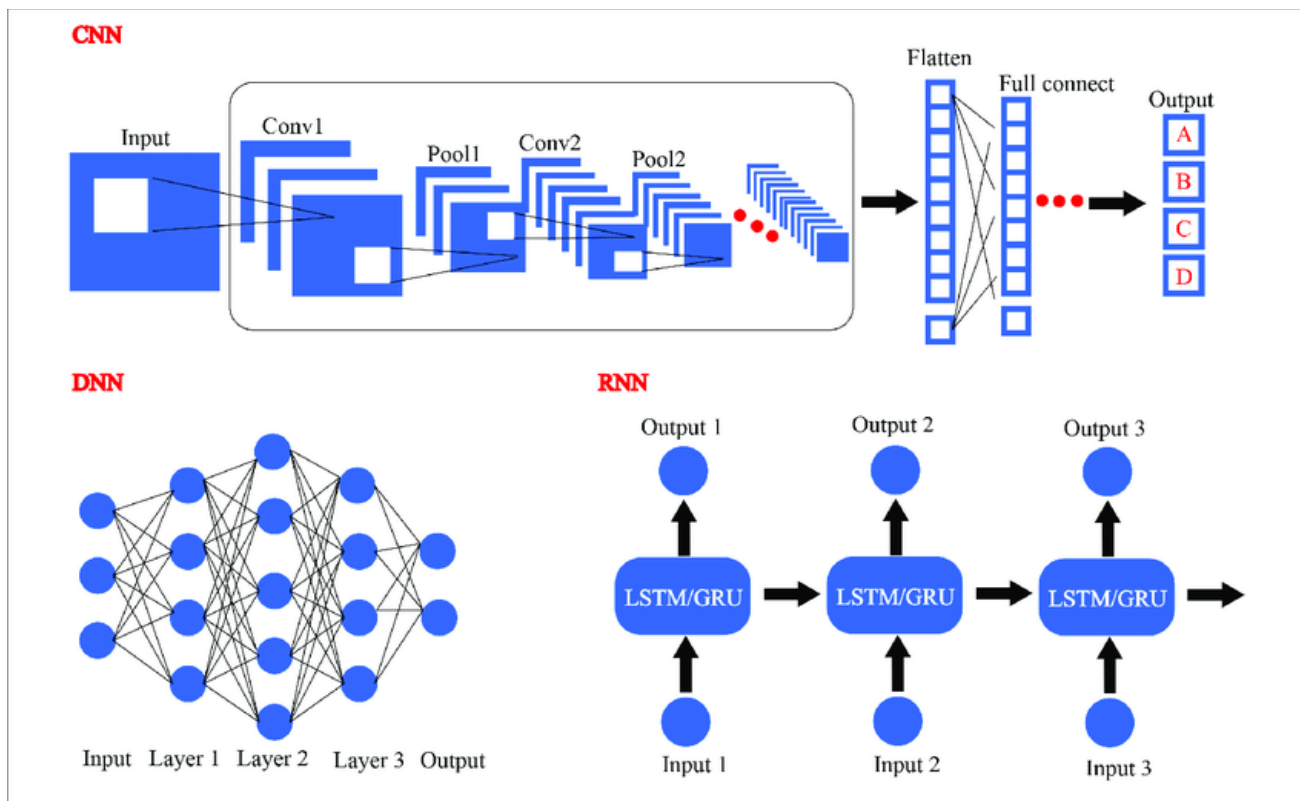 CNN
Input
Conv1
Pool1
Conv2
Pool2
Flatten
Full connect
Output
A
B
C
D
DNN
Input Layer 1 Layer 2 Layer 3 Output
RNN
Output 1 Output 2 Output 3
LSTM/GRU LSTM/GRU LSTM/GRU
Input 1 Input 2 Input 3